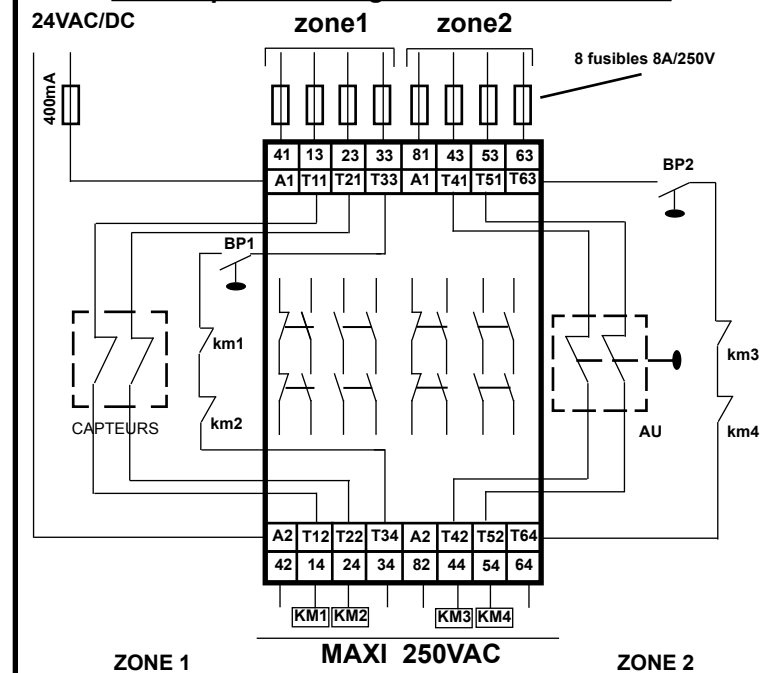 24VAC/DC
zone1
zone2
8 fusibles 8A/250V
400mA
41 13 23 33 81 43 53 63
A1 T11 T21 T33 A1 T41 T51 T63
BP2
BP1
km1
km3
CAPTEURS
km2
AU
km4
A2 T12 T22 T34 A2 T42 T52 T64
42 14 24 34 82 44 54 64
KM1 KM2 KM3 KM4
MAXI 250VAC
ZONE 1
ZONE 2